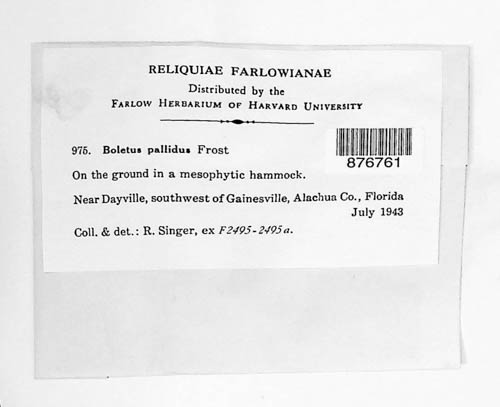 RELIQUIAE FARLOWIANAE
Distributed by the
FARLOW HERBARIUM OF HARVARD UNIVERSITY
975. Boletus pallidus Frost
876761
On the ground in a mesophytic hammock.
Near Dayville, southwest of Gainesville, Alachua Co., Florida
July 1943
Coll. & det.: R. Singer, ex F2495-2495a.